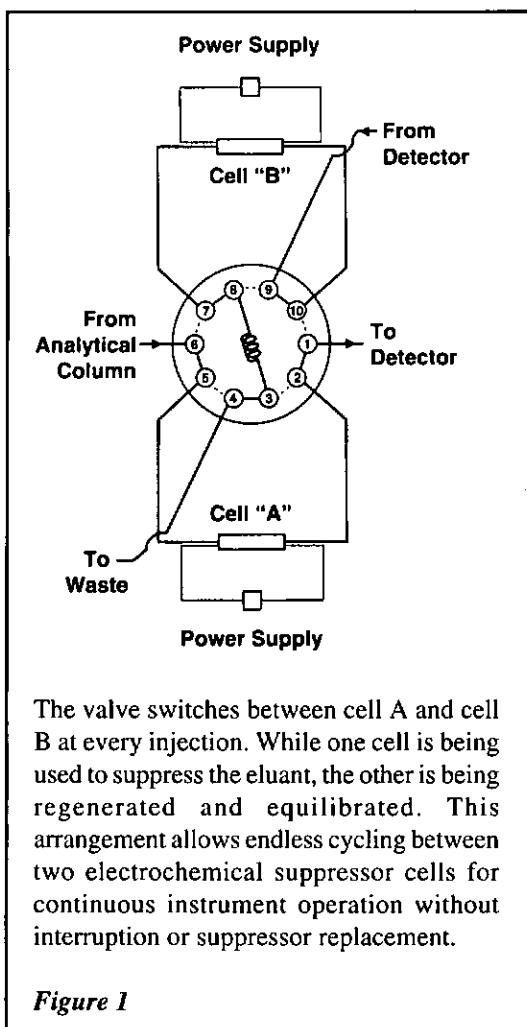 Power Supply
From
Detector
Cell "B"
8 9
7 10
From
Analytical
Column
6 1
To
Detector
5 2
4 3
Cell "A"
To
Waste
Power Supply
The valve switches between cell A and cell
B at every injection. While one cell is being
used to suppress the eluant, the other is being
regenerated and equilibrated. This
arrangement allows endless cycling between
two electrochemical suppressor cells for
continuous instrument operation without
interruption or suppressor replacement.
Figure 1